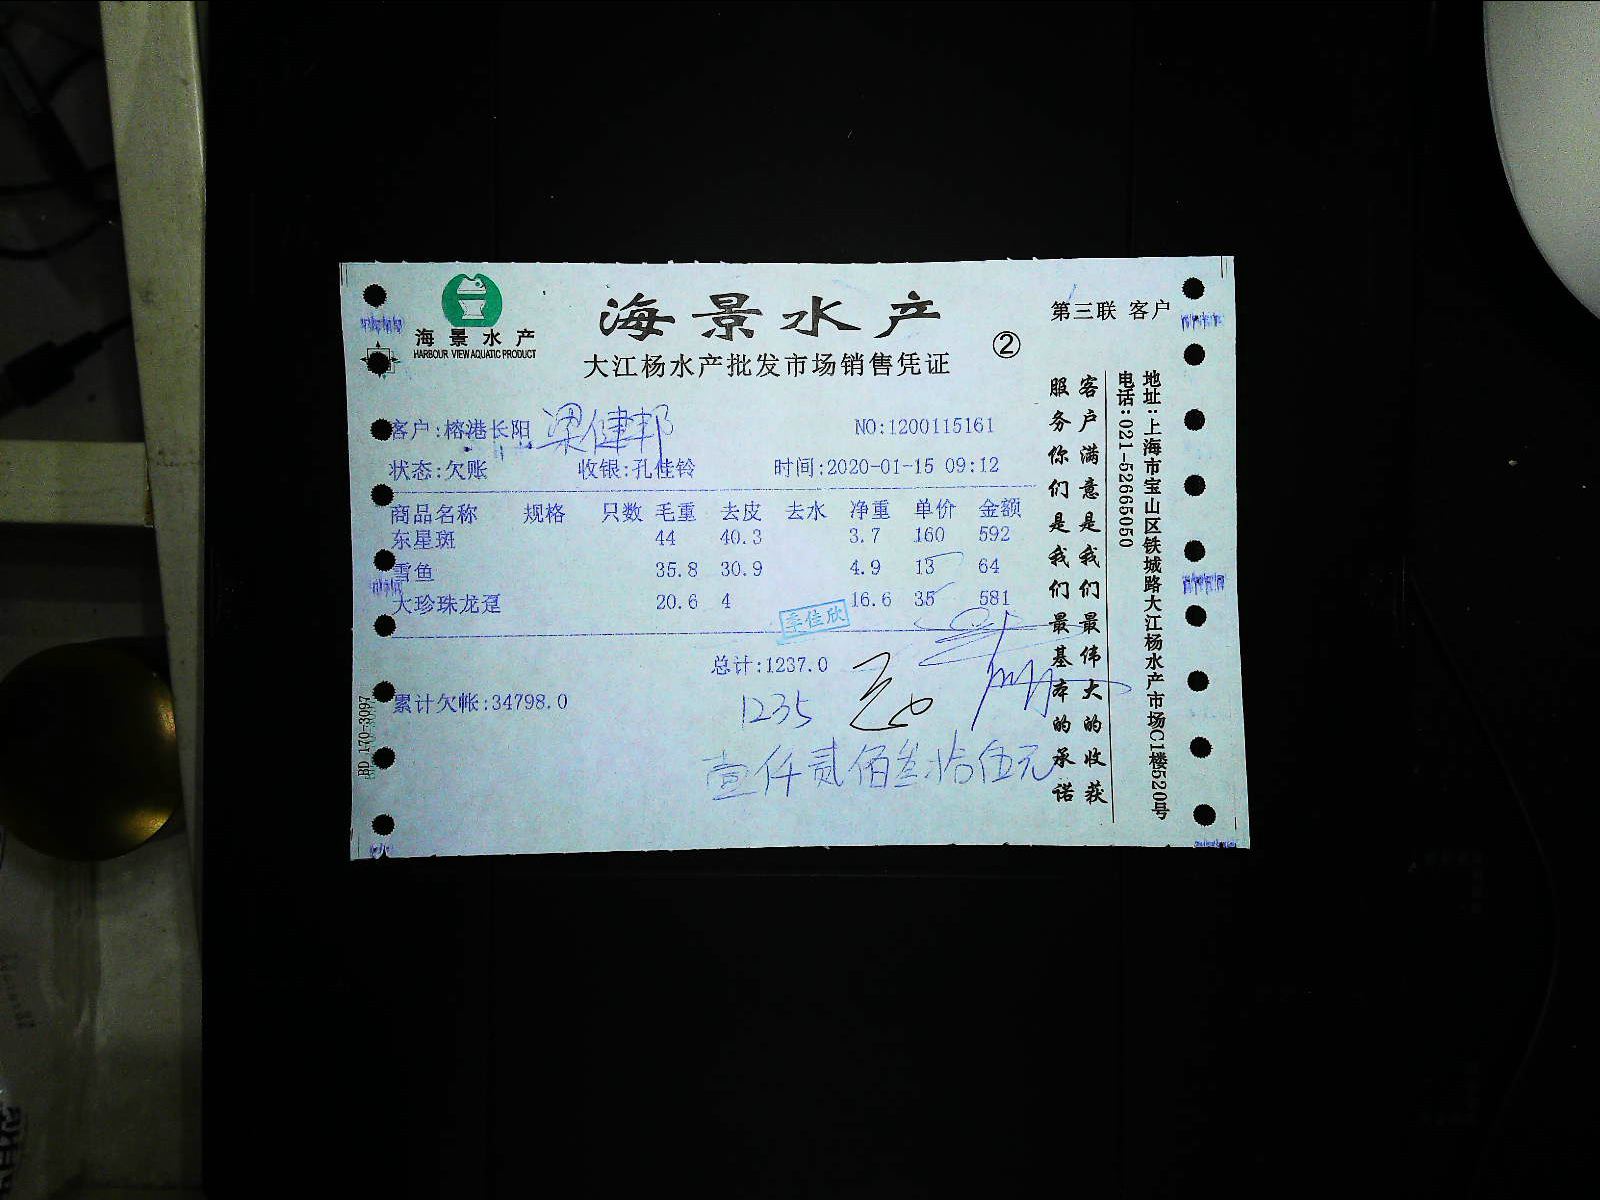 海景水产
HARBOUR VIEW AQUATIC PRODUCT
海景水产
大江杨水产批发市场销售凭证
②
第三联 客户
客户:榕港长阳 梁健邦
NO:1200115161
状态:欠账 收银:孔佳铃 时间:2020-01-15 09:12
商品名称 规格 只数 毛重 去皮 去水 净重 单价 金额
东星斑 44 40.3 3.7 160 592
雪鱼 35.8 30.9 4.9 13 64
大珍珠龙趸 20.6 4 16.6 35 581
季佳欣
总计:1237.0
累计欠帐:34798.0
1235
壹仟贰佰叁拾伍元
客户满意是我们最伟大的收获
服务你们是我们最基本的承诺
地址:上海市宝山区铁城路大江杨水产市场C1楼520号
电话:021-52665050
BD 170-3097